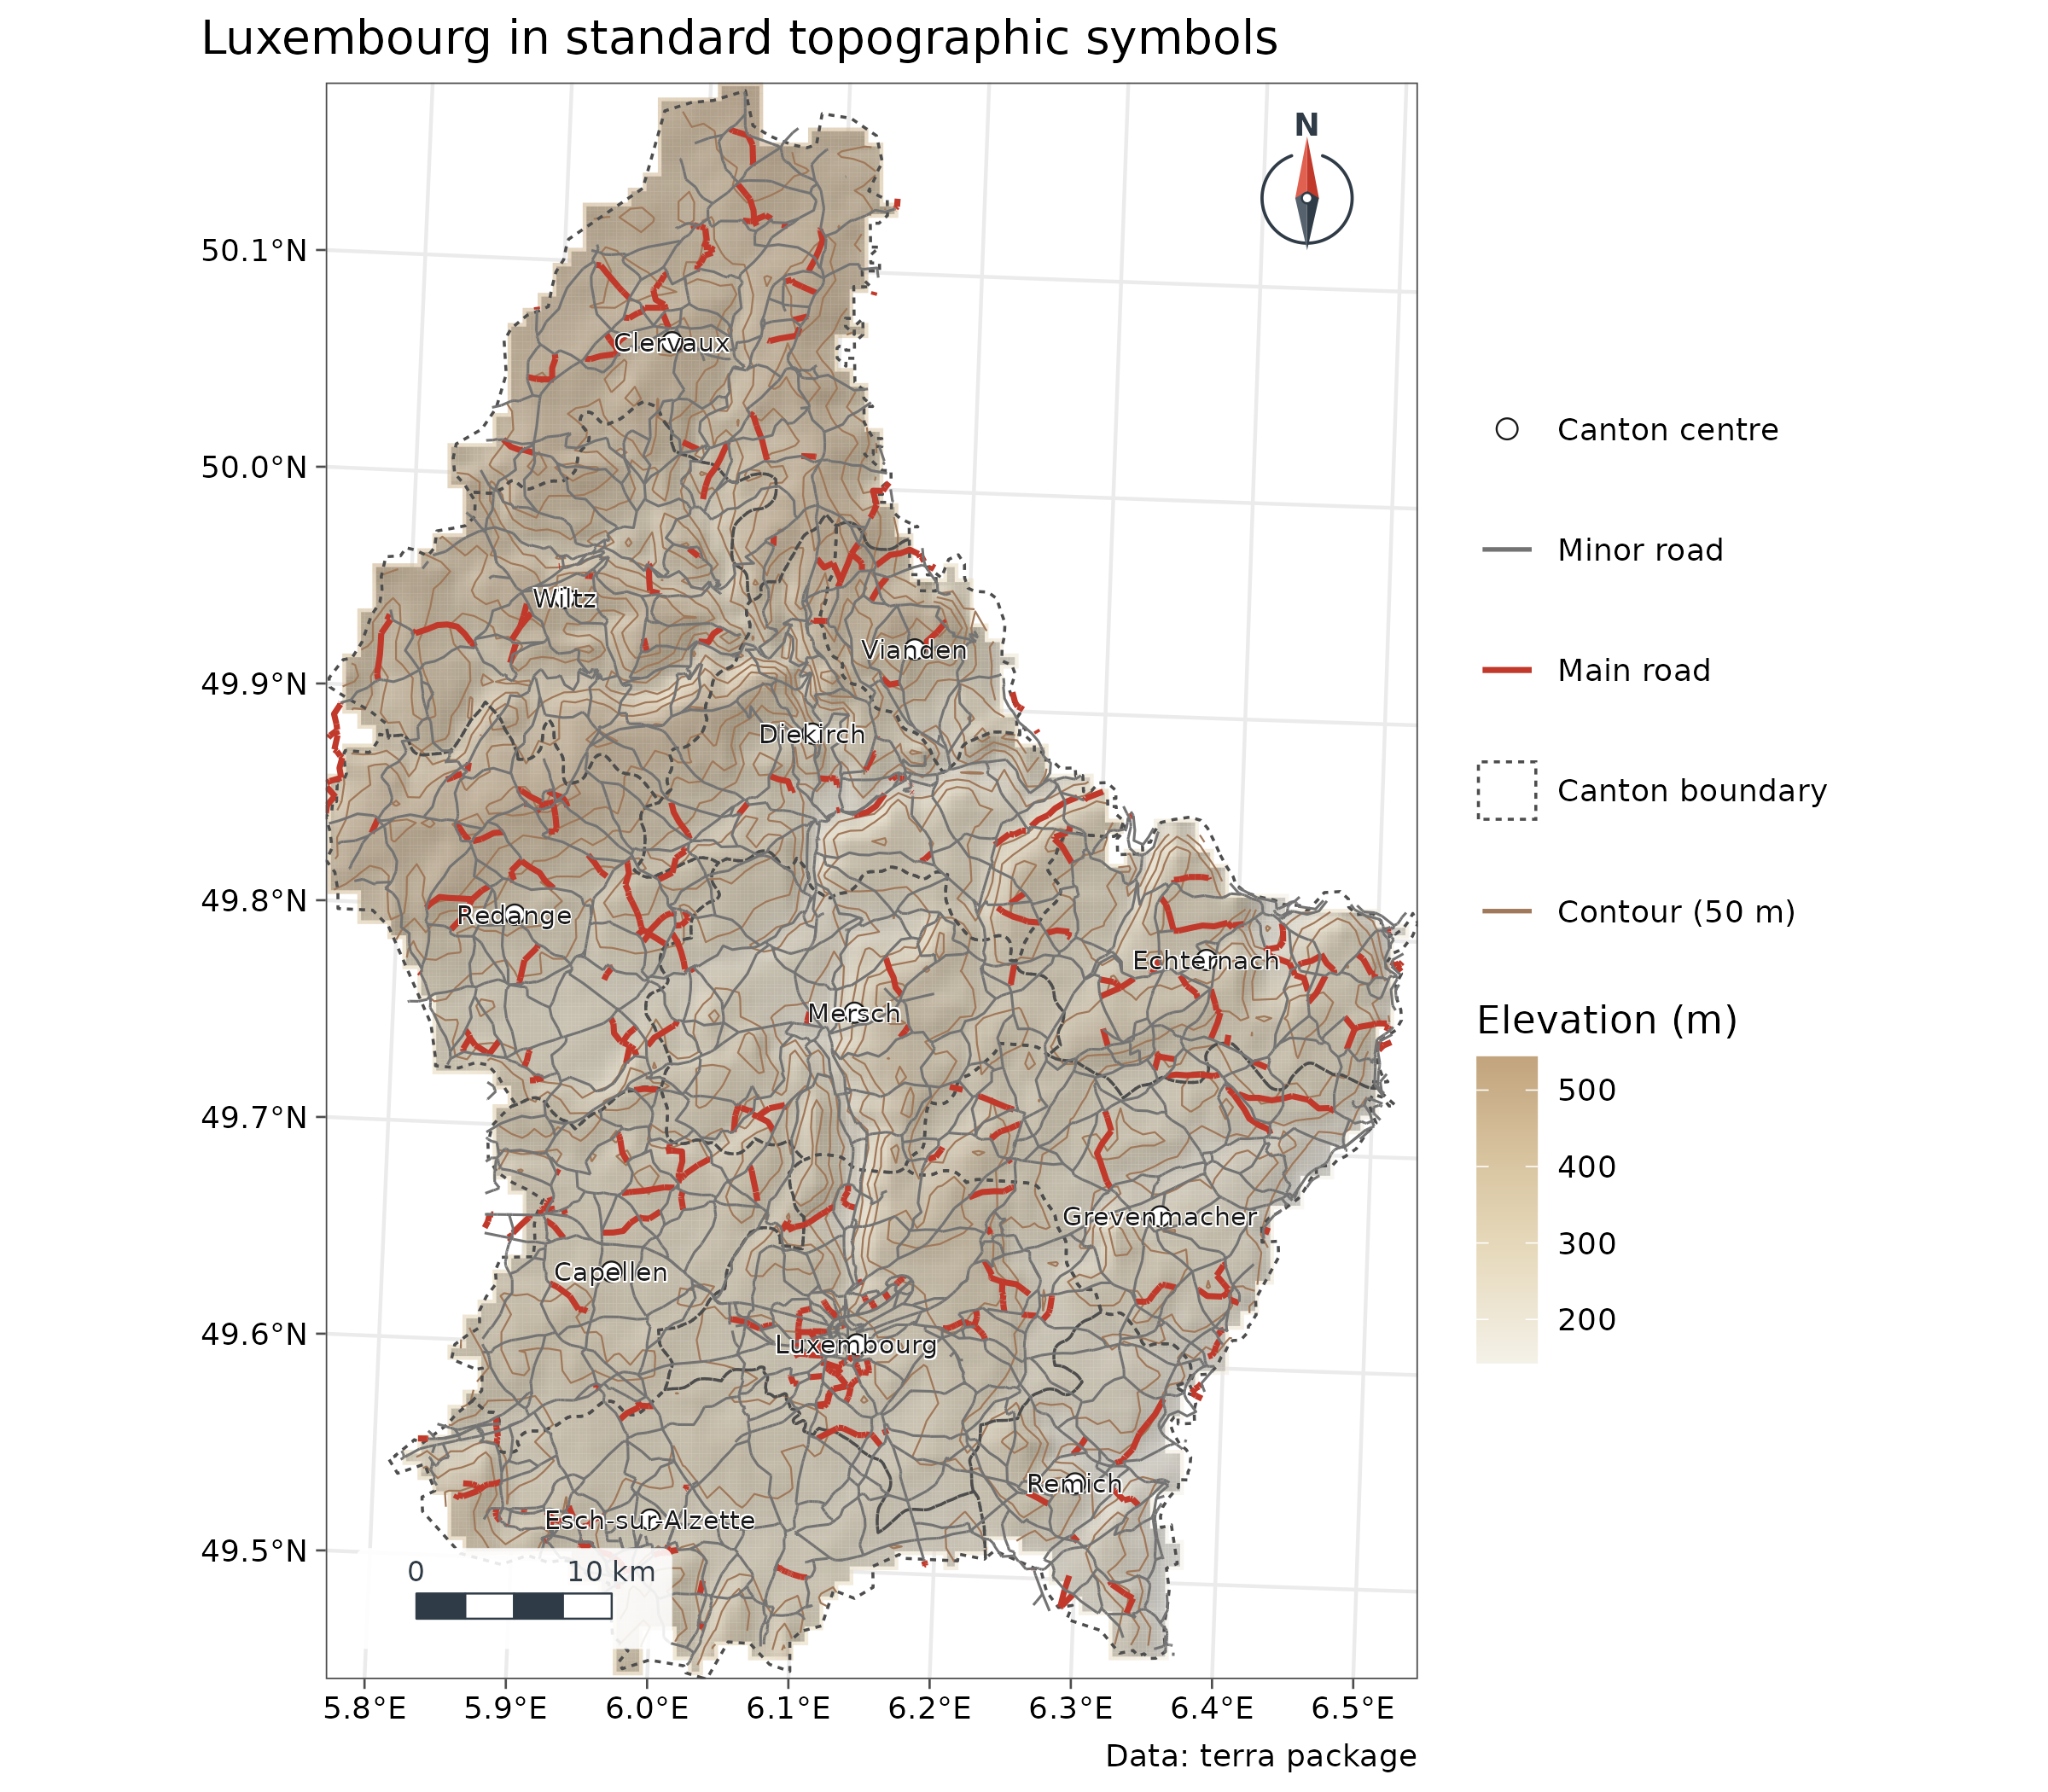 Luxembourg in standard topographic symbols
N
50.1°N
50.0°N
49.9°N
49.8°N
49.7°N
49.6°N
49.5°N
Clervaux
Wiltz
Vianden
Diekirch
Redange
Echternach
Mersch
Grevenmacher
Capellen
Luxembourg
Remich
Esch-sur-Alzette
0 10 km
5.8°E 5.9°E 6.0°E 6.1°E 6.2°E 6.3°E 6.4°E 6.5°E
Data: terra package
Canton centre
Minor road
Main road
Canton boundary
Contour (50 m)
Elevation (m)
500
400
300
200